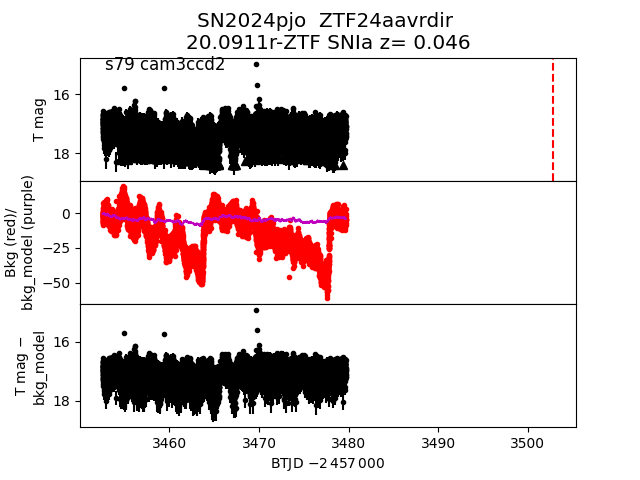 SN2024pjo  ZTF24aavrdir
20.0911r-ZTF SNIa z= 0.046
s79 cam3ccd2
T mag
16
18
Bkg (red)/
bkg_model (purple)
0
−25
−50
T mag −
bkg_model
16
18
3460
3470
3480
3490
3500
BTJD −2 457 000